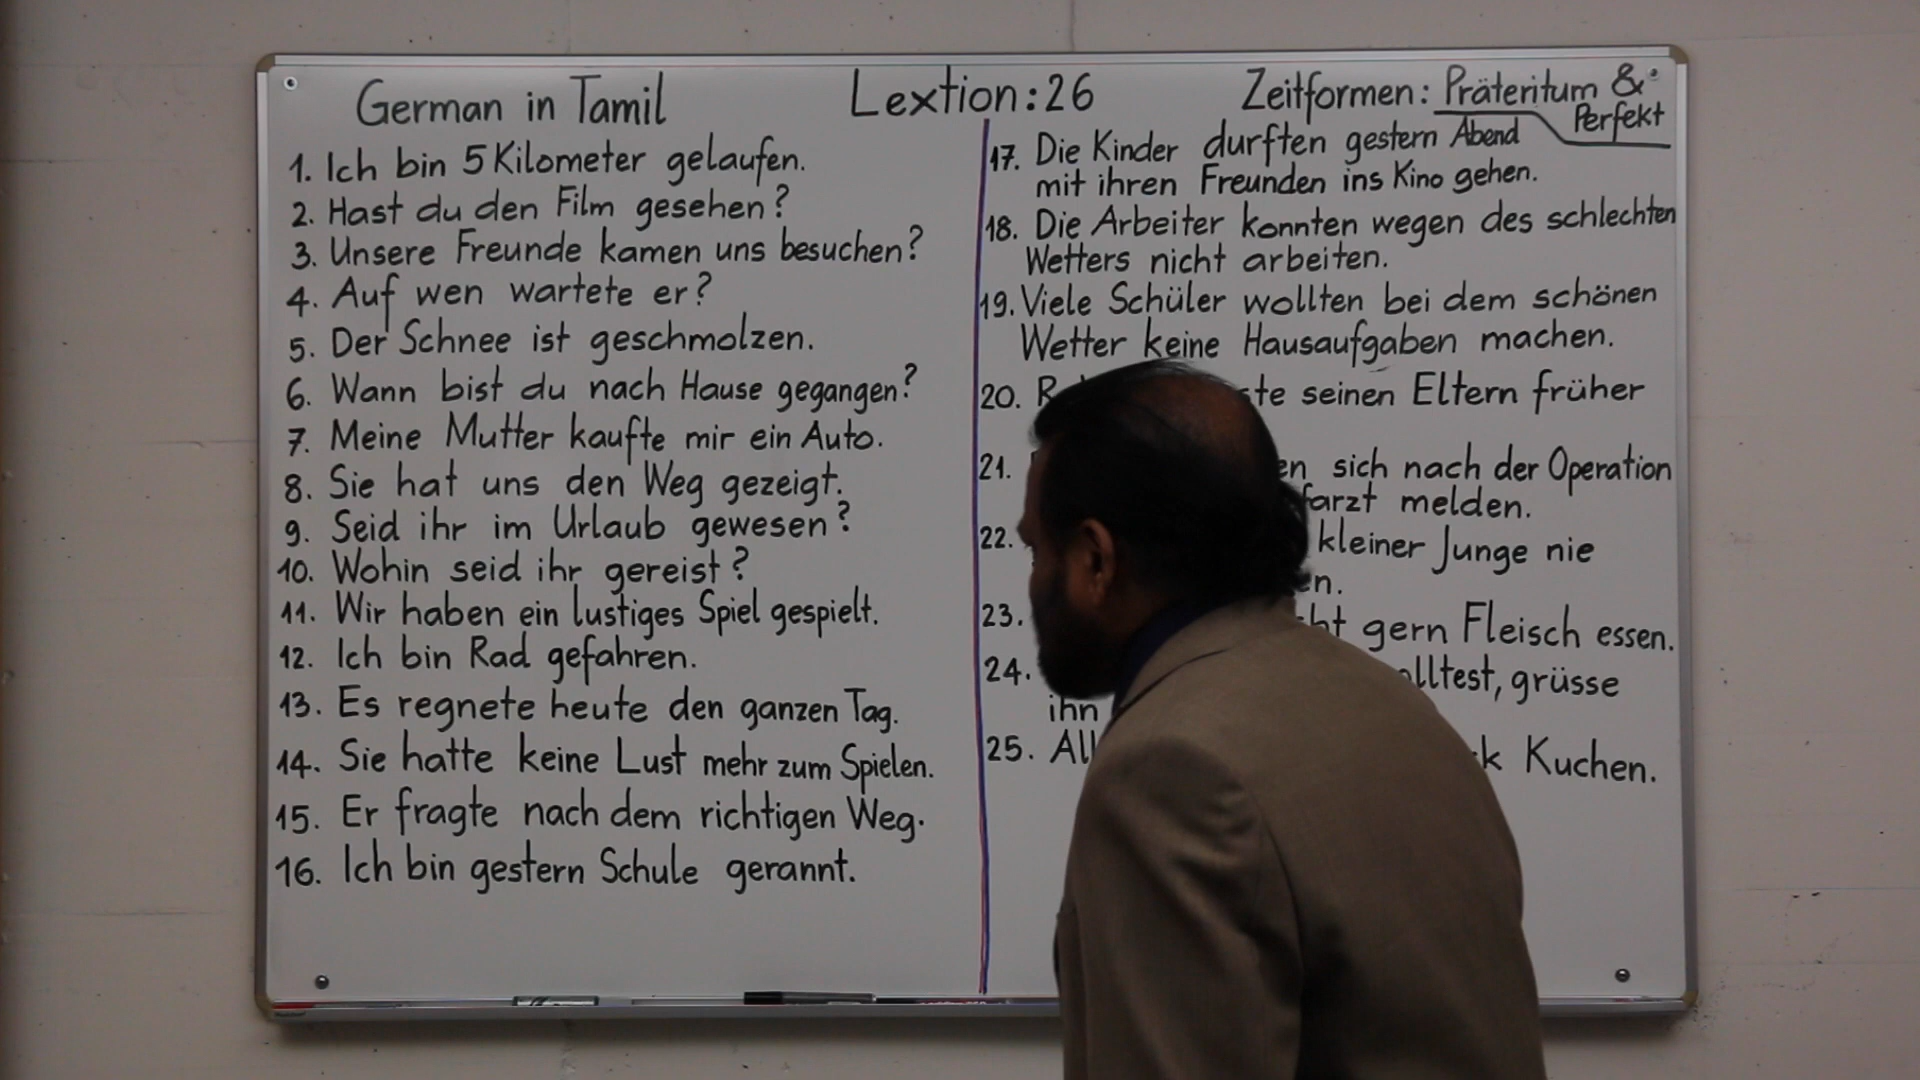 German in Tamil
Lextion:26
Zeitformen: Präteritum &
Perfekt
1. Ich bin 5 Kilometer gelaufen.
2. Hast du den Film gesehen?
3. Unsere Freunde kamen uns besuchen?
4. Auf wen wartete er?
5. Der Schnee ist geschmolzen.
6. Wann bist du nach Hause gegangen?
7. Meine Mutter kaufte mir ein Auto.
8. Sie hat uns den Weg gezeigt.
9. Seid ihr im Urlaub gewesen?
10. Wohin seid ihr gereist?
11. Wir haben ein lustiges Spiel gespielt.
12. Ich bin Rad gefahren.
13. Es regnete heute den ganzen Tag.
14. Sie hatte keine Lust mehr zum Spielen.
15. Er fragte nach dem richtigen Weg.
16. Ich bin gestern Schule gerannt.
17. Die Kinder durften gestern Abend
mit ihren Freunden ins Kino gehen.
18. Die Arbeiter konnten wegen des schlechten
Wetters nicht arbeiten.
19. Viele Schüler wollten bei dem schönen
Wetter keine Hausaufgaben machen.
20. seinen Eltern früher
21. sich nach der Operation
melden.
22. kleiner Junge nie
23. gern Fleisch essen.
24. grüsse
ihn
25. Kuchen.